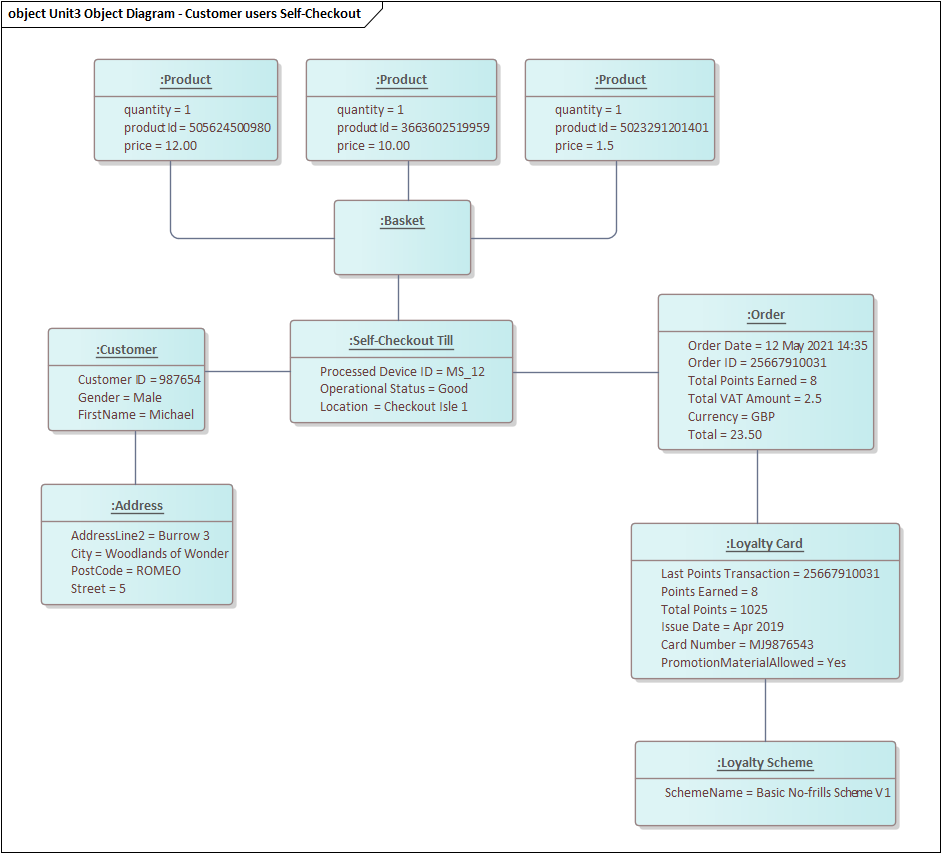 object Unit3 Object Diagram - Customer users Self-Checkout
:Product
quantity = 1
productId = 505624500980
price = 12.00
:Product
quantity = 1
productId = 3663602519959
price = 10.00
:Product
quantity = 1
productId = 5023291201401
price = 1.5
:Basket
:Customer
Customer ID = 987654
Gender = Male
FirstName = Michael
:Self-Checkout Till
Processed Device ID = MS_12
Operational Status = Good
Location = Checkout Isle 1
:Order
Order Date = 12 May 2021 14:35
Order ID = 25667910031
Total Points Earned = 8
Total VAT Amount = 2.5
Currency = GBP
Total = 23.50
:Address
AddressLine2 = Burrow 3
City = Woodlands of Wonder
PostCode = ROMEO
Street = 5
:Loyalty Card
Last Points Transaction = 25667910031
Points Earned = 8
Total Points = 1025
Issue Date = Apr 2019
Card Number = MJ9876543
PromotionMaterialAllowed = Yes
:Loyalty Scheme
SchemeName = Basic No-frills Scheme V1